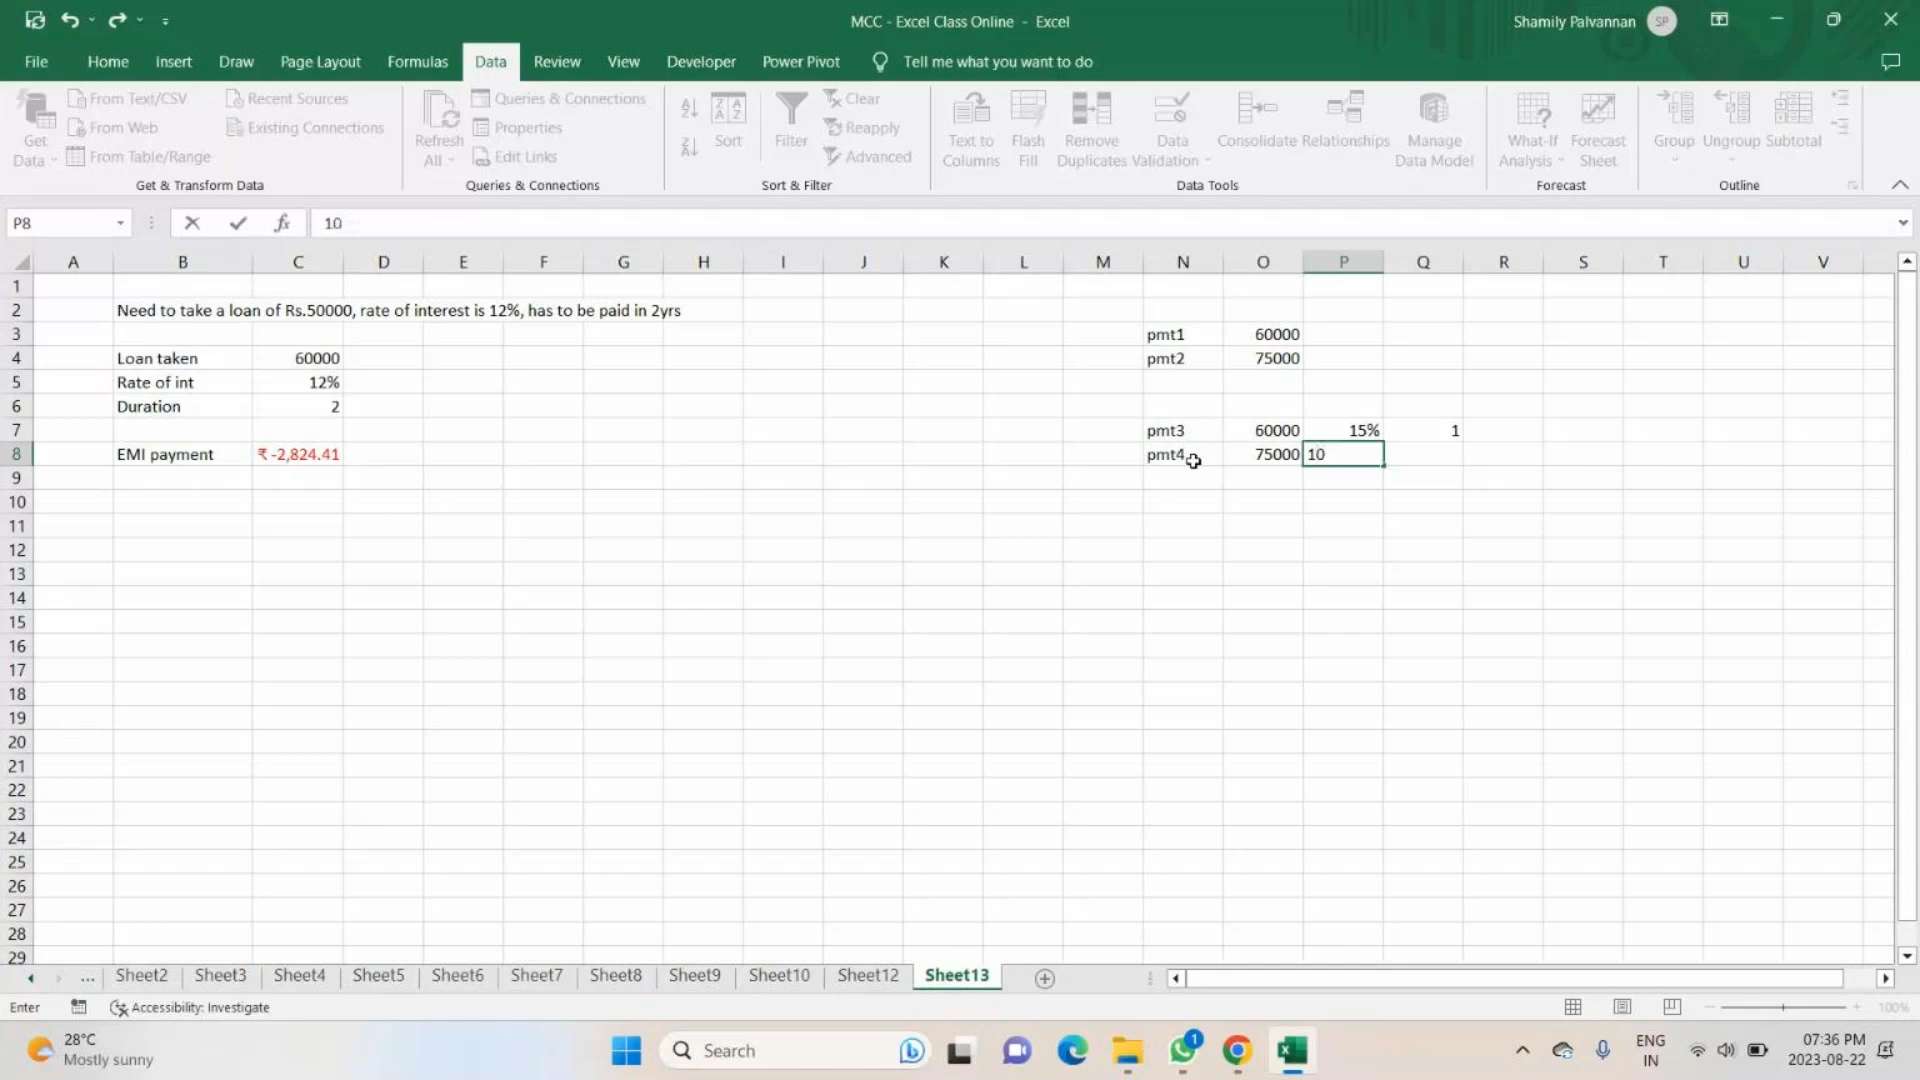 MCC - Excel Class Online - Excel
Shamily Palvannan SP
File Home Insert Draw Page Layout Formulas Data Review View Developer Power Pivot Tell me what you want to do
Get Data
From Text/CSV
From Web
From Table/Range
Recent Sources
Existing Connections
Get & Transform Data
Refresh All
Queries & Connections
Properties
Edit Links
Queries & Connections
Sort
Filter
Clear
Reapply
Advanced
Sort & Filter
Text to Columns
Flash Fill
Remove Duplicates
Data Validation
Consolidate
Relationships
Manage Data Model
Data Tools
What-If Analysis
Forecast Sheet
Forecast
Group
Ungroup
Subtotal
Outline
P8 fx 10
A B C D E F G H I J K L M N O P Q R S T U V
1
2 Need to take a loan of Rs.50000, rate of interest is 12%, has to be paid in 2yrs
3 pmt1 60000
4 Loan taken 60000 pmt2 75000
5 Rate of int 12%
6 Duration 2
7 pmt3 60000 15% 1
8 EMI payment ₹ -2,824.41 pmt4 75000 10
9
10
11
12
13
14
15
16
17
18
19
20
21
22
23
24
25
26
27
28
29
... Sheet2 Sheet3 Sheet4 Sheet5 Sheet6 Sheet7 Sheet8 Sheet9 Sheet10 Sheet12 Sheet13
Enter Accessibility: Investigate 100%
28°C
Mostly sunny
Search
1
ENG
IN
07:36 PM
2023-08-22